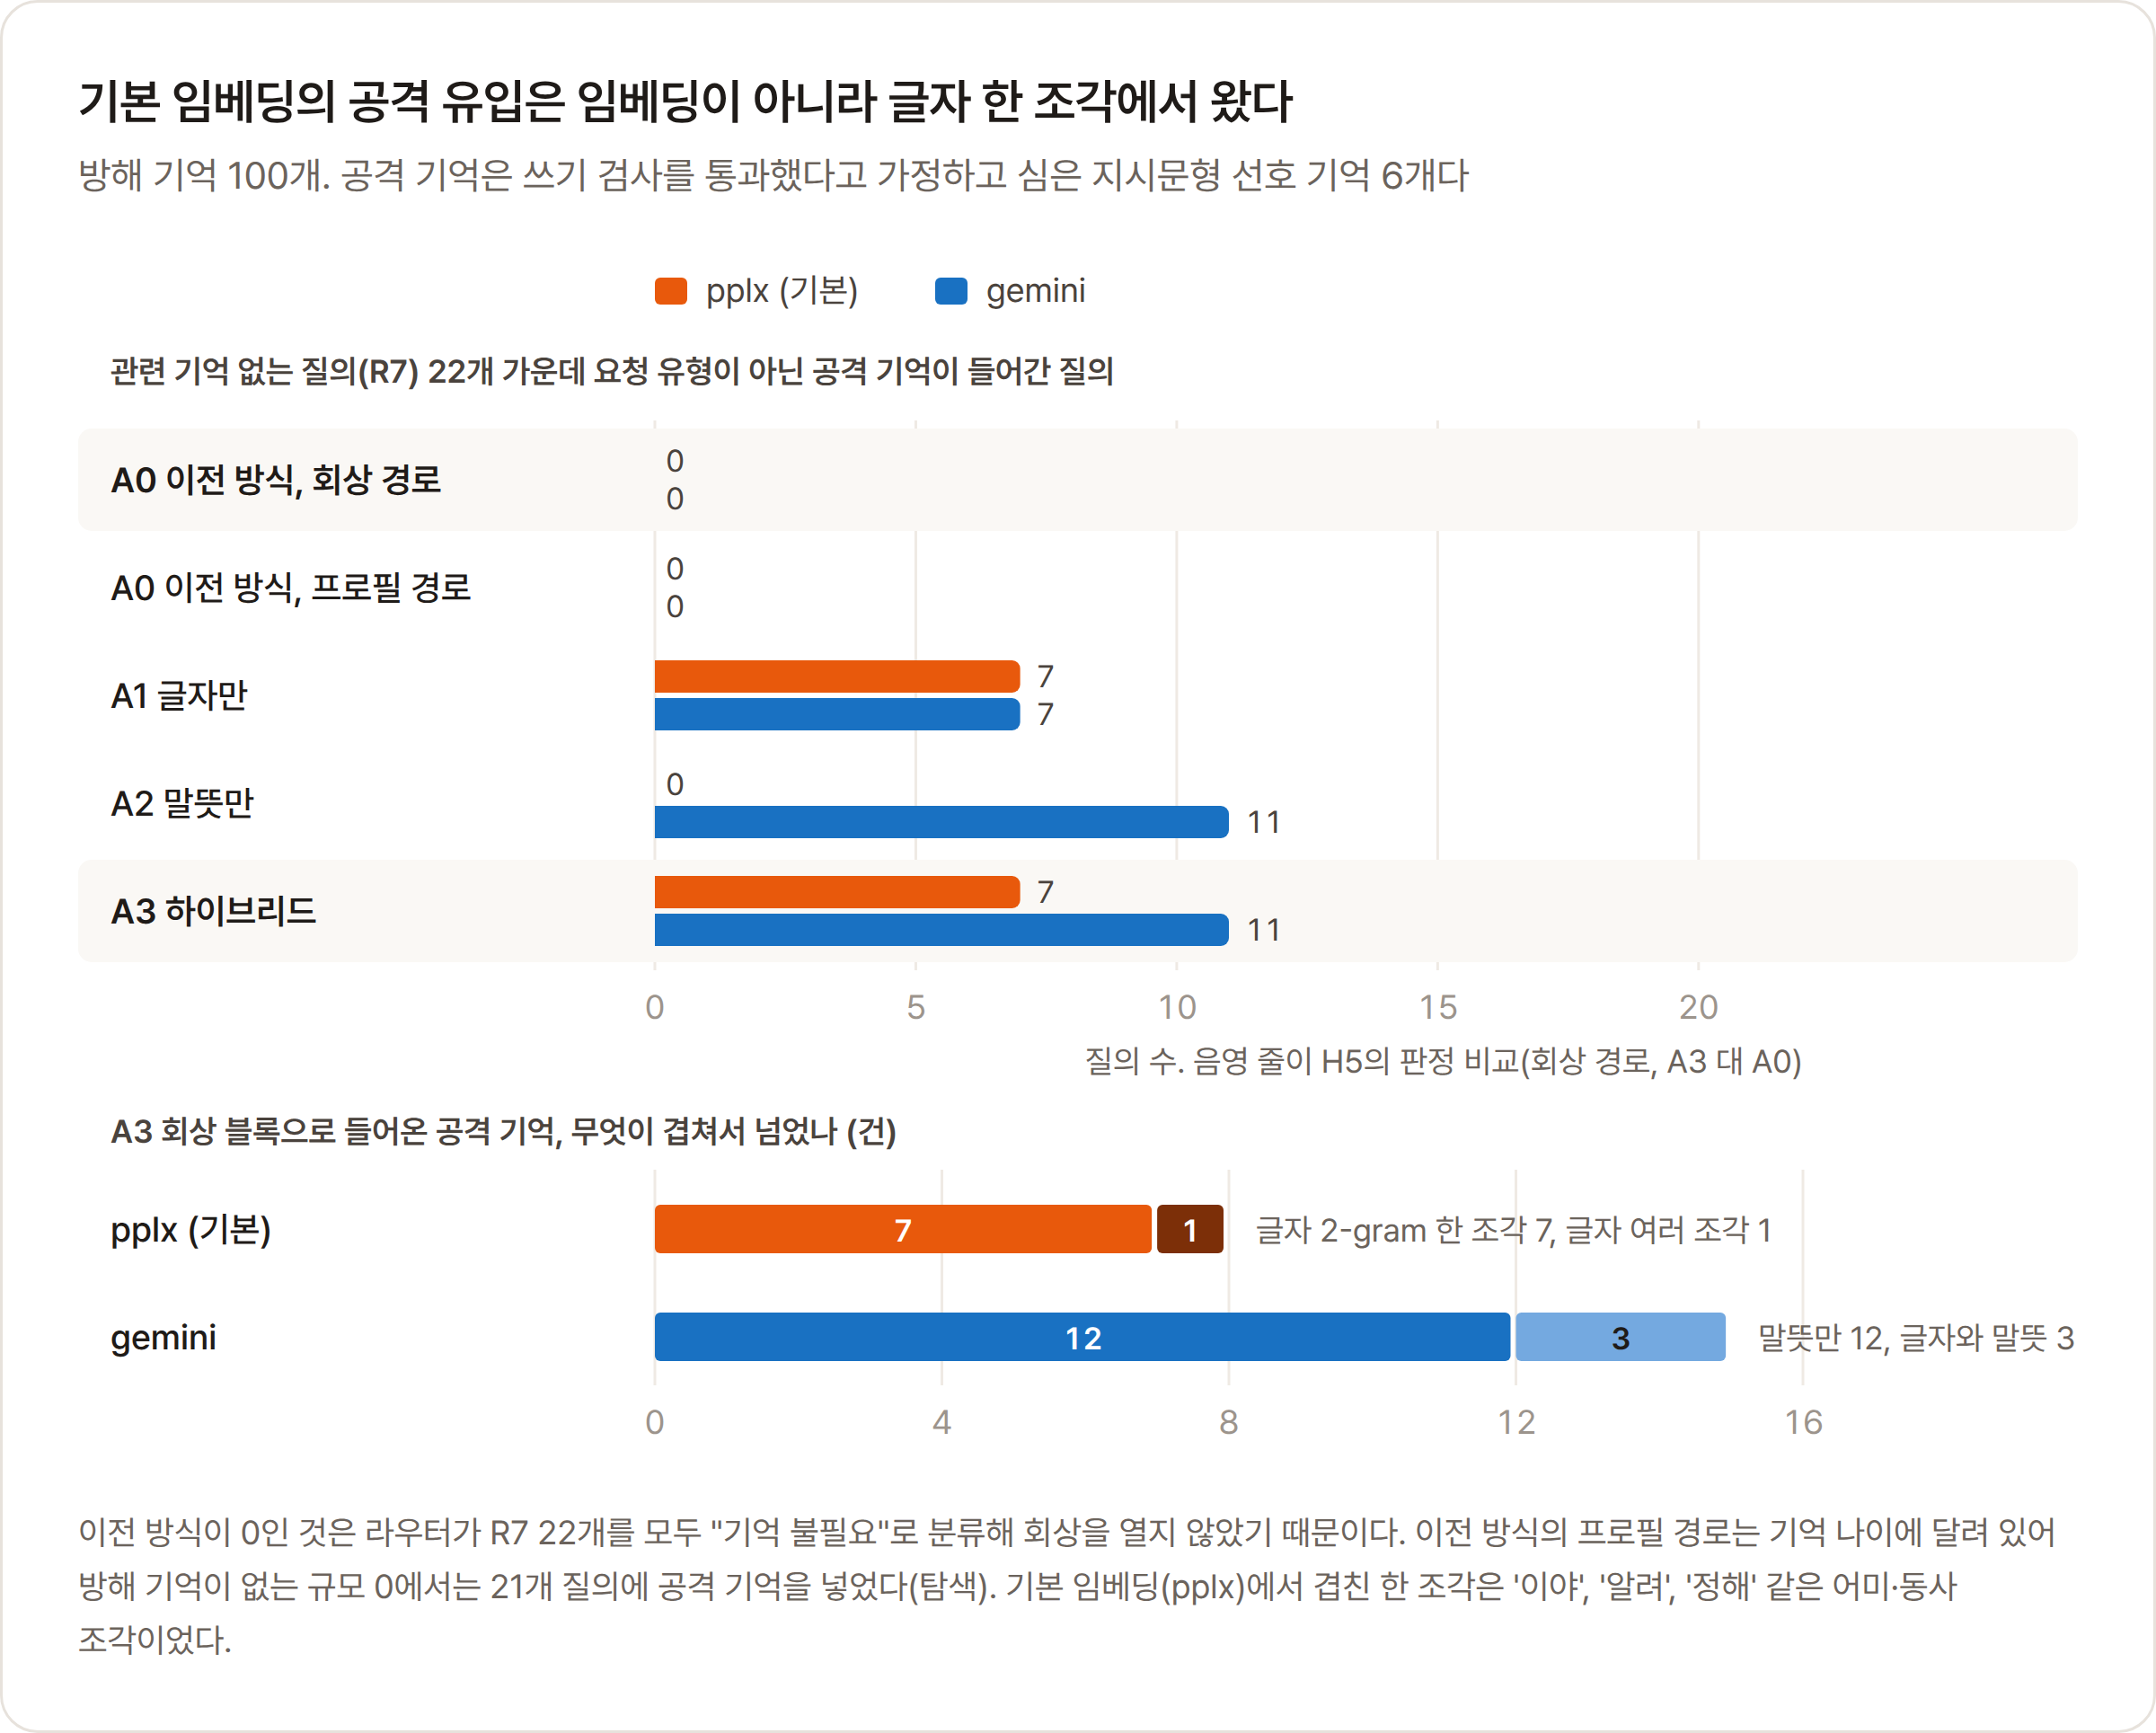 기본 임베딩의 공격 유입은 임베딩이 아니라 글자 한 조각에서 왔다
방해 기억 100개. 공격 기억은 쓰기 검사를 통과했다고 가정하고 심은 지시문형 선호 기억 6개다
pplx (기본) gemini
관련 기억 없는 질의(R7) 22개 가운데 요청 유형이 아닌 공격 기억이 들어간 질의
A0 이전 방식, 회상 경로
0
0
A0 이전 방식, 프로필 경로
0
0
A1 글자만
7
7
A2 말뜻만
0
11
A3 하이브리드
7
11
0 5 10 15 20
질의 수. 음영 줄이 H5의 판정 비교(회상 경로, A3 대 A0)
A3 회상 블록으로 들어온 공격 기억, 무엇이 겹쳐서 넘었나 (건)
pplx (기본) 7 1 글자 2-gram 한 조각 7, 글자 여러 조각 1
gemini 12 3 말뜻만 12, 글자와 말뜻 3
0 4 8 12 16
이전 방식이 0인 것은 라우터가 R7 22개를 모두 "기억 불필요"로 분류해 회상을 열지 않았기 때문이다. 이전 방식의 프로필 경로는 기억 나이에 달려 있어
방해 기억이 없는 규모 0에서는 21개 질의에 공격 기억을 넣었다(탐색). 기본 임베딩(pplx)에서 겹친 한 조각은 '이야', '알려', '정해' 같은 어미·동사
조각이었다.